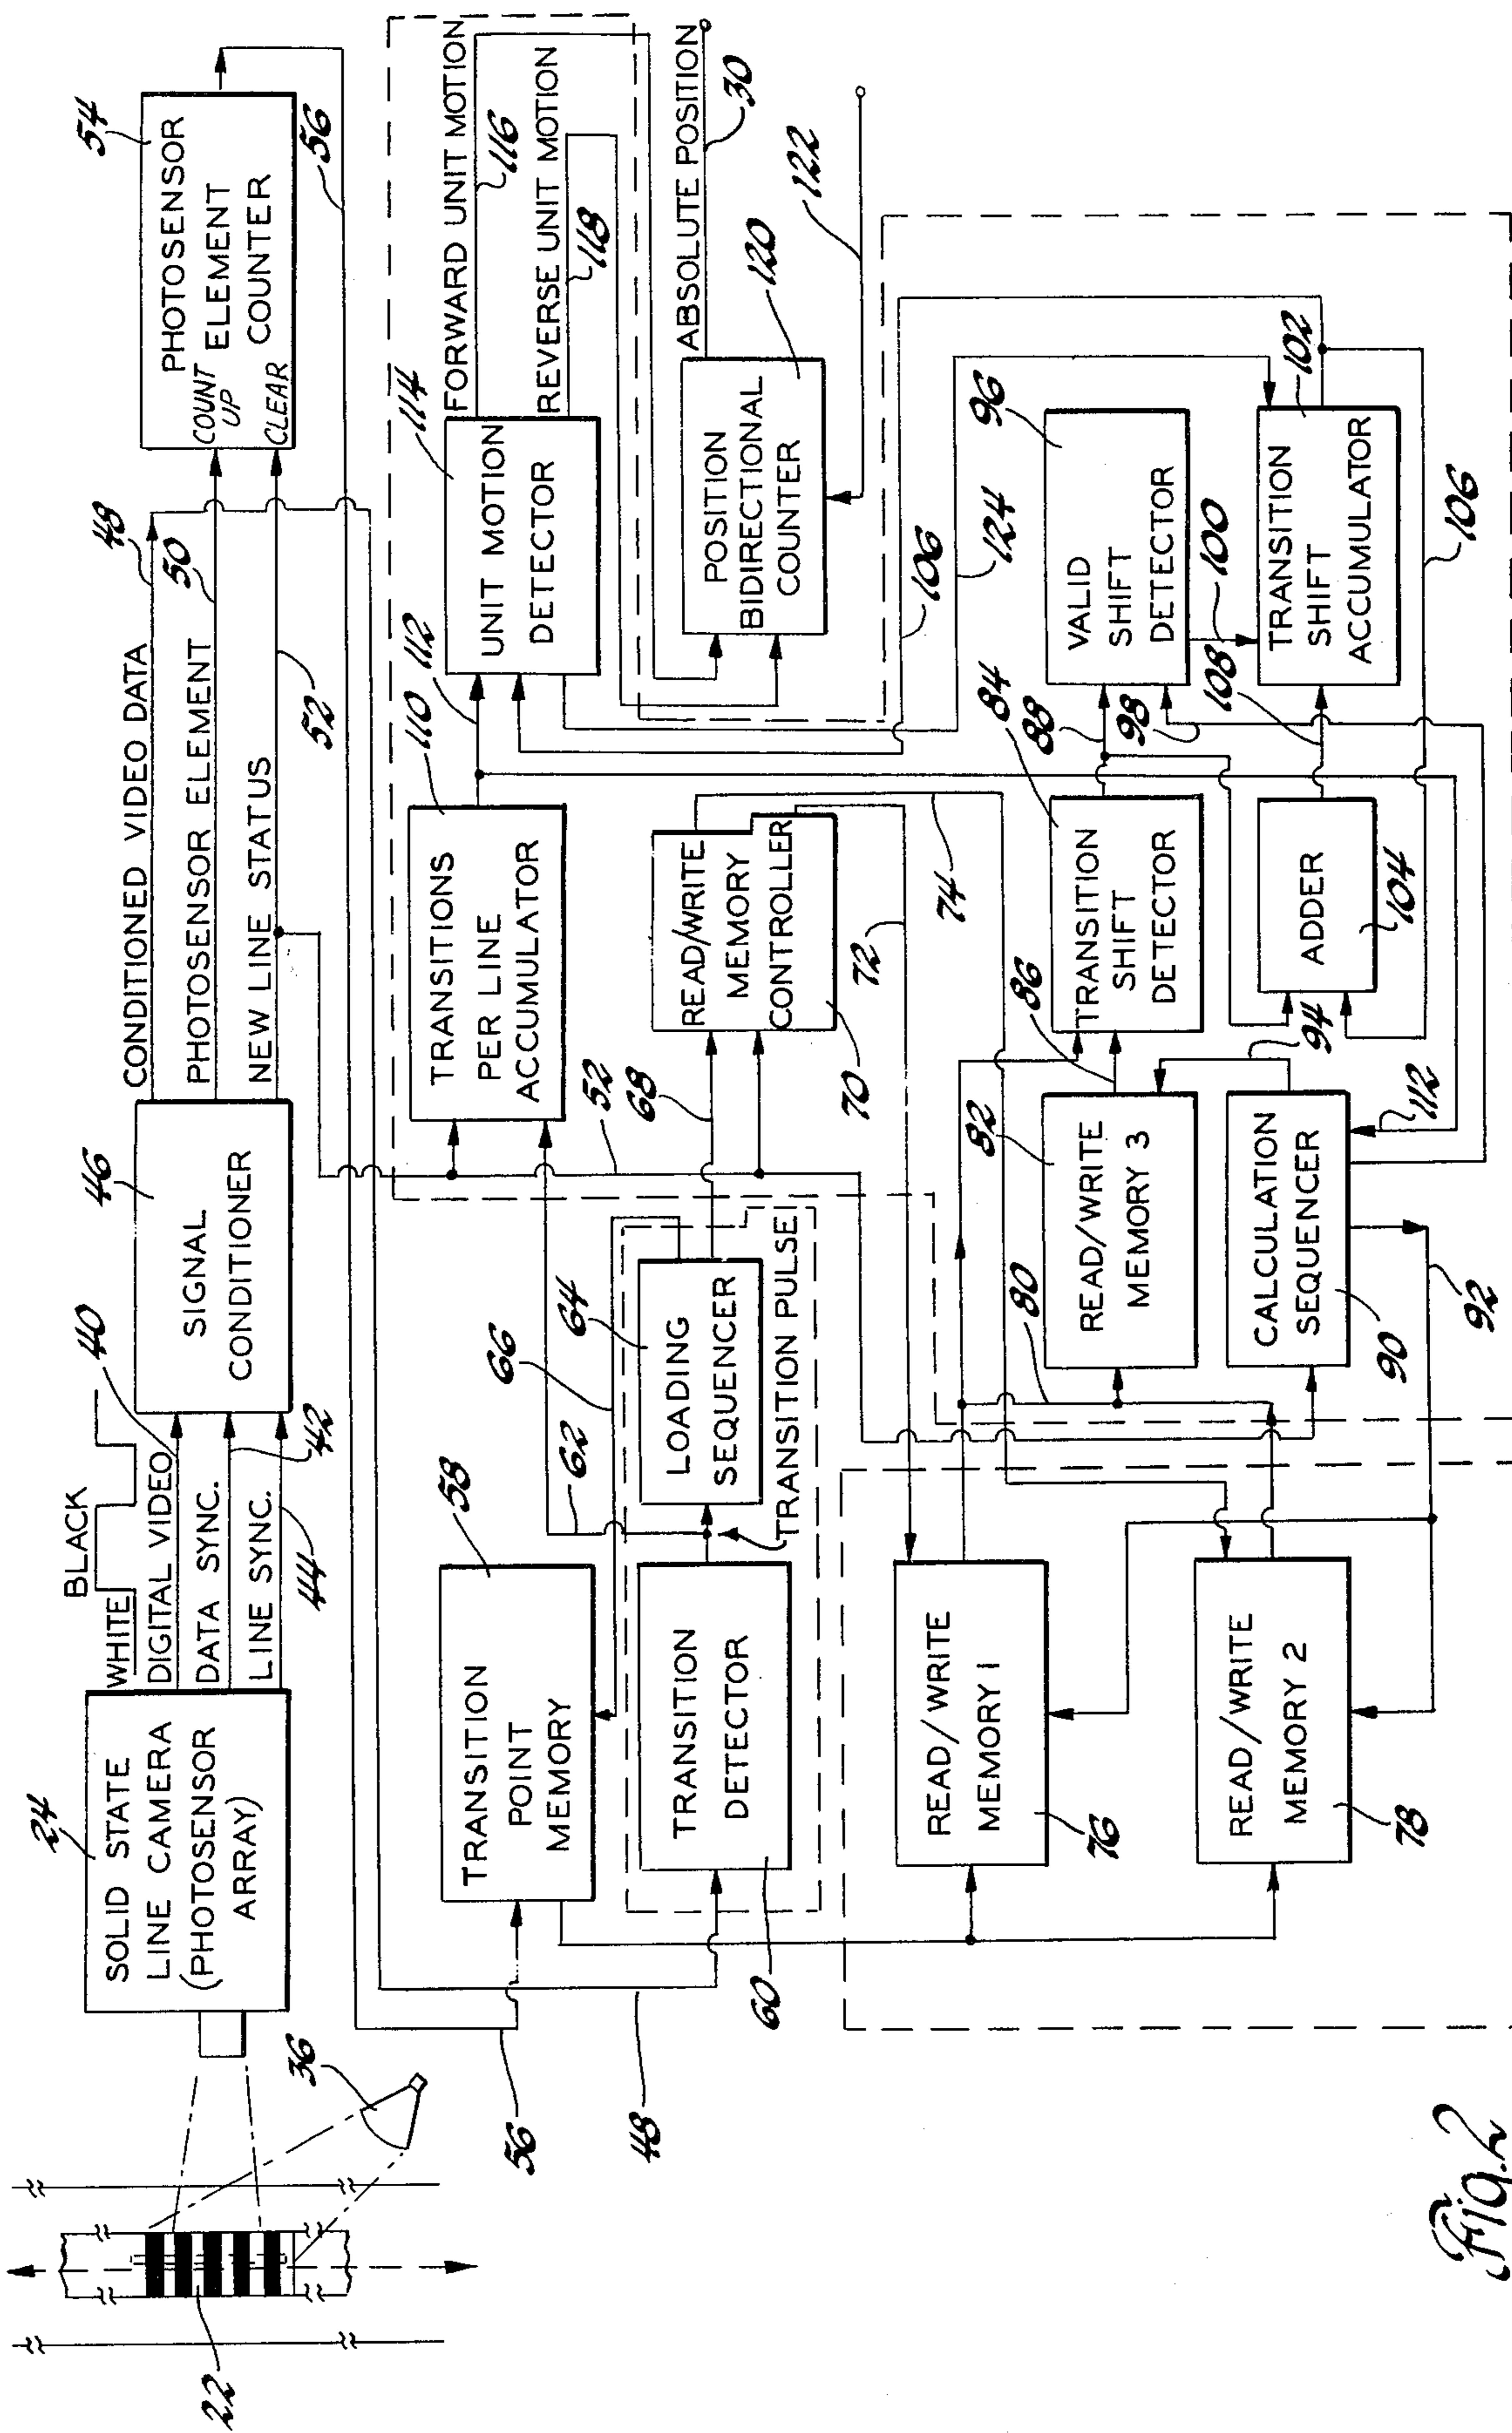 22
36
24
SOLID STATE
LINE CAMERA
(PHOTOSENSOR
ARRAY)
WHITE
BLACK
DIGITAL VIDEO
DATA SYNC.
LINE SYNC.
40
42
44
46
SIGNAL
CONDITIONER
CONDITIONED VIDEO DATA
48
PHOTOSENSOR ELEMENT
50
NEW LINE STATUS
52
54
PHOTOSENSOR
ELEMENT
COUNTER
COUNT
UP
CLEAR
56
56
48
58
TRANSITION
POINT
MEMORY
60
TRANSITION
DETECTOR
62
66
64
LOADING
SEQUENCER
TRANSITION PULSE
52
68
110
TRANSITIONS
PER LINE
ACCUMULATOR
112
READ/WRITE
MEMORY
CONTROLLER
70
72
74
114
UNIT MOTION
DETECTOR
FORWARD UNIT MOTION
116
REVERSE UNIT MOTION
118
POSITION
BIDIRECTIONAL
COUNTER
120
ABSOLUTE POSITION
30
122
READ/WRITE
MEMORY 1
76
READ/WRITE
MEMORY 2
78
80
82
READ/WRITE
MEMORY 3
CALCULATION
SEQUENCER
90
92
94
112
86
84
TRANSITION
SHIFT
DETECTOR
88
98
ADDER
104
108
106
124
96
VALID
SHIFT
DETECTOR
100
TRANSITION
SHIFT
ACCUMULATOR
102
106
Fig. 2